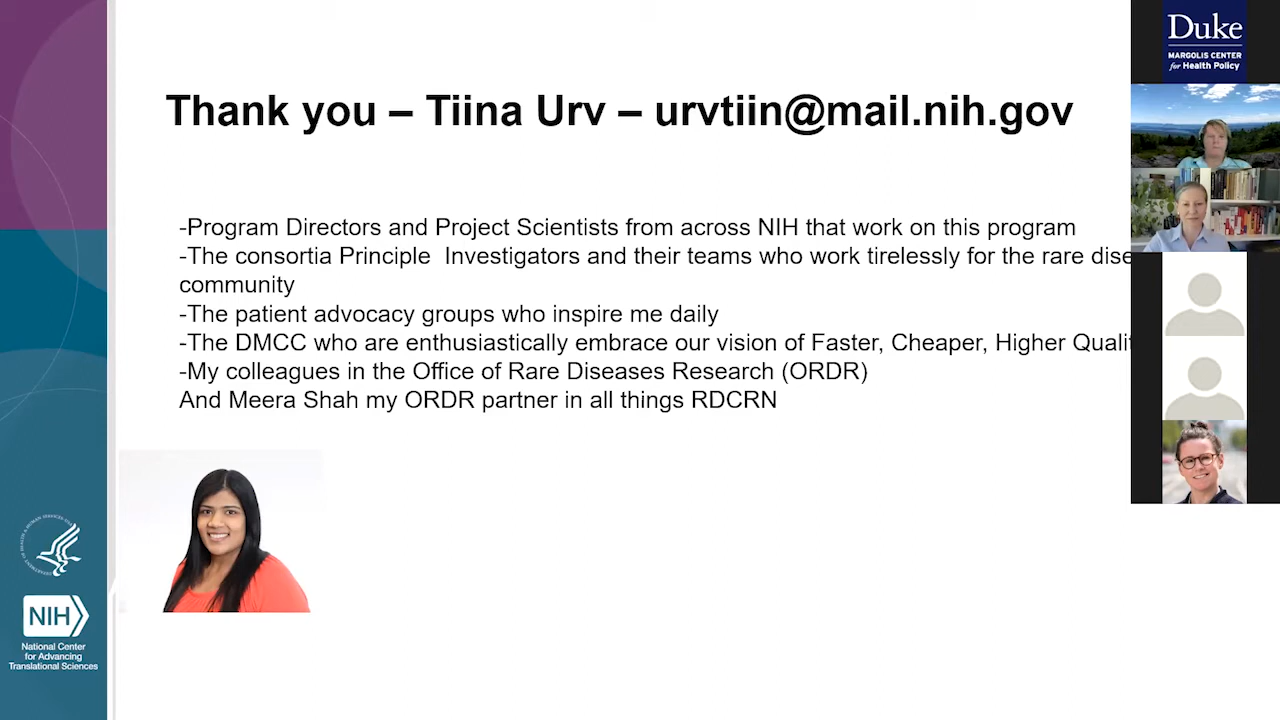 Duke
MARGOLIS CENTER
for Health Policy
Thank you – Tiina Urv – urvtiin@mail.nih.gov
-Program Directors and Project Scientists from across NIH that work on this program
-The consortia Principle  Investigators and their teams who work tirelessly for the rare dise
community
-The patient advocacy groups who inspire me daily
-The DMCC who are enthusiastically embrace our vision of Faster, Cheaper, Higher Qualit
-My colleagues in the Office of Rare Diseases Research (ORDR)
And Meera Shah my ORDR partner in all things RDCRN
NIH
National Center
for Advancing
Translational Sciences